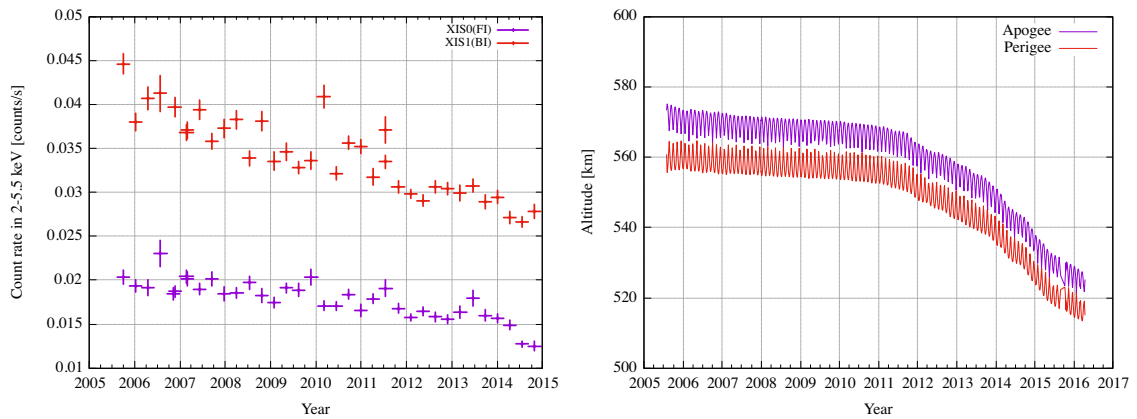 0.05
0.045
0.04
0.035
0.03
0.025
0.02
0.015
0.01
Count rate in 2-5.5 keV [counts/s]
XIS0(FI)
XIS1(BI)
2005 2006 2007 2008 2009 2010 2011 2012 2013 2014 2015
Year
600
580
560
540
520
500
Altitude [km]
Apogee
Perigee
2005 2006 2007 2008 2009 2010 2011 2012 2013 2014 2015 2016 2017
Year